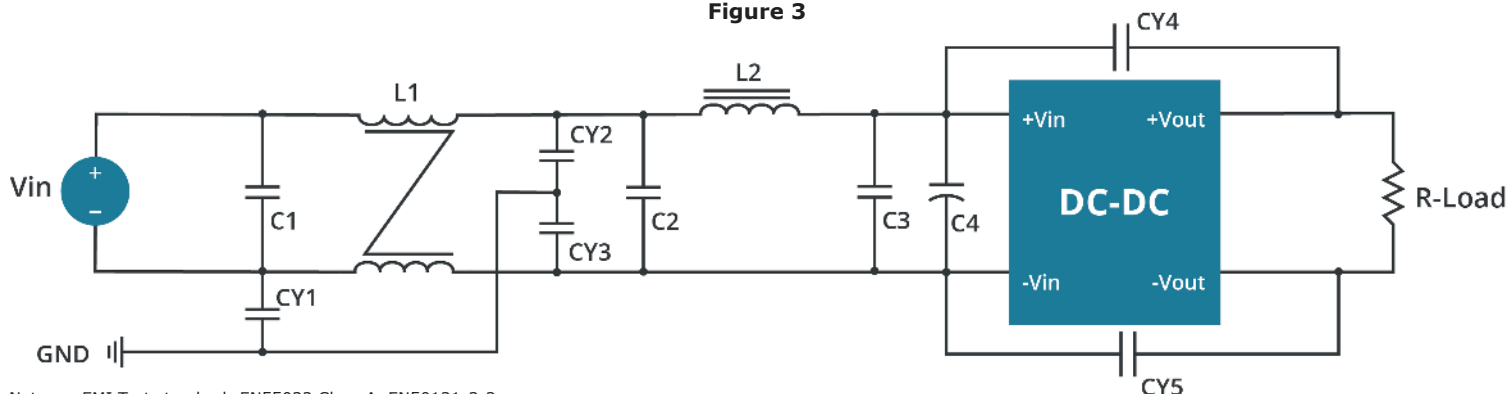 Figure 3
CY4
L1
L2
+Vin
+Vout
CY2
Vin
+
−
C1
CY3
C2
C3
C4
DC-DC
R-Load
CY1
-Vin
-Vout
GND
CY5